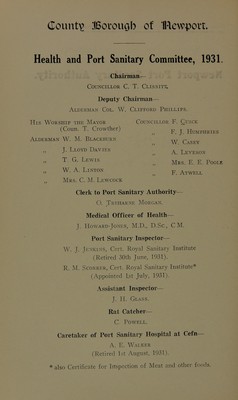 County Borough of Newport.
Health and Port Sanitary Committee, 1931.
Chairman—
COUNCILLOR C. T. CLISSITT,
Deputy Chairman—
ALDERMAN COL. W. CLIFFORD PHILLIPS.
HIS WORSHIP THE MAYOR
(Coun. T. Crowther)
ALDERMAN W. M. BLACKBURN
„ J. LLOYD DAVIES
„ T. G. LEWIS
„ W. A. LINTON
MRS. C. M. LEWCOCK
COUNCILLOR F. QUICK
„ F. J. HUMPHRIES
„ W. CASEY
„ A. LEVESON
„ MRS. E. E. POOLE
„ F. ATWELL
Clerk to Port Sanitary Authority—
O. TREHARNE MORGAN.
Medical Officer of Health—
J. HOWARD-JONES, M.D., D.Sc., C.M.
Port Sanitary Inspector—
W. J. JENKINS, Cert. Royal Sanitary Institute
(Retired 30th June, 1931).
R. M. Cert. Royal Sanitary Institute*
(Appointed 1st July, 1931).
Assistant Inspector—
J. H. GLASS.
Rat Catcher—
C. POWELL.
Caretaker of Port Sanitary Hospital at Cefn—
A. E. WALKER
(Retired 1st August, 1931).
* also Certificate for Inspection of Meat and other foods.